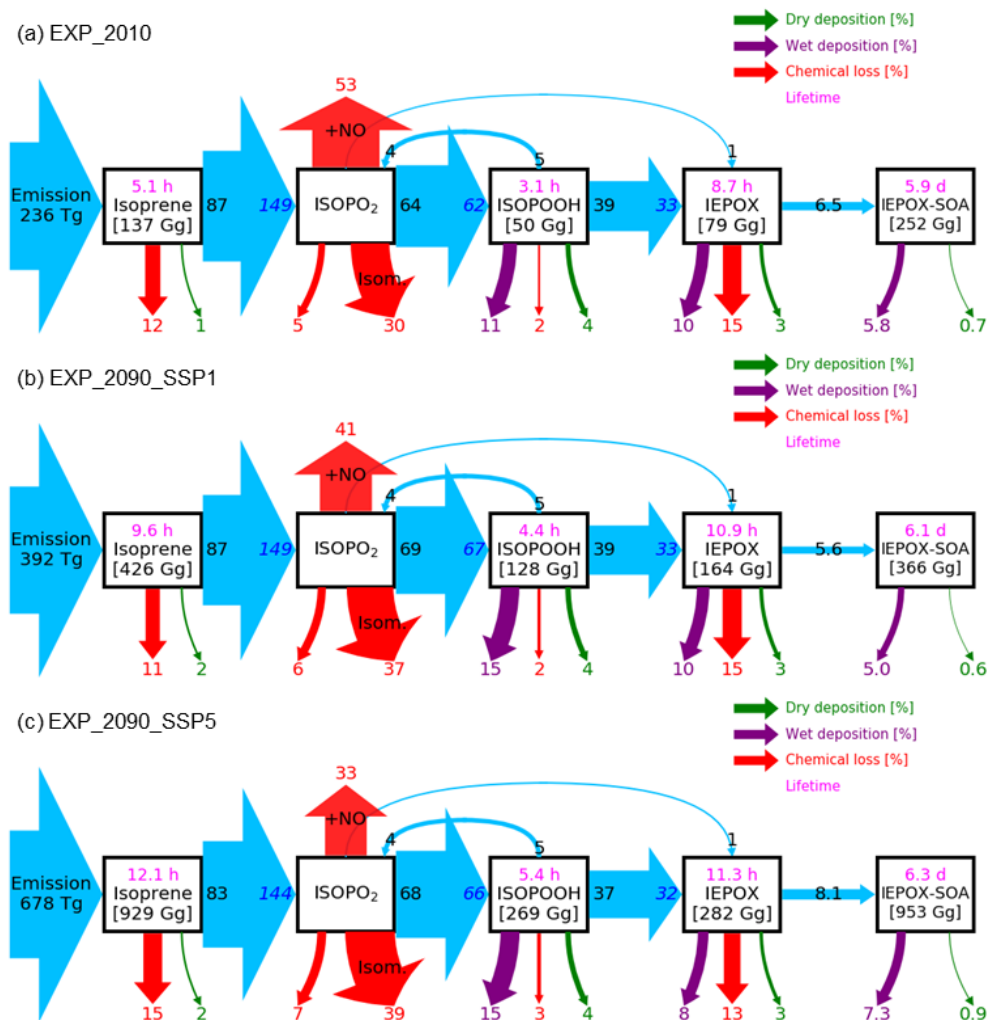 (a) EXP_2010
Dry deposition [%]
Wet deposition [%]
Chemical loss [%]
Lifetime
53
+NO
4
5
1
Emission
236 Tg
5.1 h
Isoprene
[137 Gg]
87
149
ISOPO2
64
62
3.1 h
ISOPOOH
[50 Gg]
39
33
8.7 h
IEPOX
[79 Gg]
6.5
5.9 d
IEPOX-SOA
[252 Gg]
Isom.
12
1
5
30
11
2
4
10
15
3
5.8
0.7
(b) EXP_2090_SSP1
Dry deposition [%]
Wet deposition [%]
Chemical loss [%]
Lifetime
41
+NO
4
5
1
Emission
392 Tg
9.6 h
Isoprene
[426 Gg]
87
149
ISOPO2
69
67
4.4 h
ISOPOOH
[128 Gg]
39
33
10.9 h
IEPOX
[164 Gg]
5.6
6.1 d
IEPOX-SOA
[366 Gg]
Isom.
11
2
6
37
15
2
4
10
15
3
5.0
0.6
(c) EXP_2090_SSP5
Dry deposition [%]
Wet deposition [%]
Chemical loss [%]
Lifetime
33
+NO
4
5
1
Emission
678 Tg
12.1 h
Isoprene
[929 Gg]
83
144
ISOPO2
68
66
5.4 h
ISOPOOH
[269 Gg]
37
32
11.3 h
IEPOX
[282 Gg]
8.1
6.3 d
IEPOX-SOA
[953 Gg]
Isom.
15
2
7
39
15
3
4
8
13
3
7.3
0.9